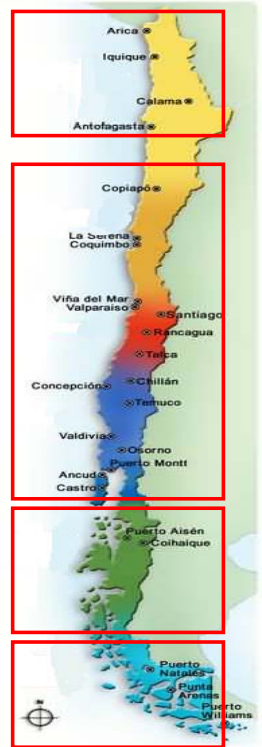 Arica
Iquique
Calama
Antofagasta
Copiapó
La Serena
Coquimbo
Viña del Mar
Valparaíso
Santiago
Rancagua
Talca
Concepción
Chillán
Temuco
Valdivia
Osorno
Puerto Montt
Ancud
Castro
Puerto Aisén
Coihaique
Puerto
Natales
Punta
Arenas
Puerto
Williams
N